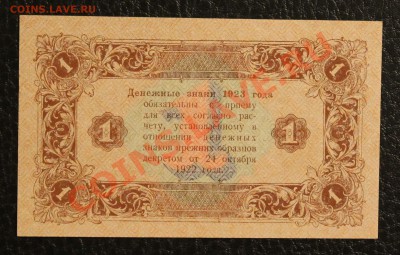 COINS.LAVE.RU
1 1
Денежные знаки 1923 года
обязательны к приему
для всех согласно рас-
1 чету, установленному в 1
отношении денежных
знаков прежних образцов
декретом от 24 октября
1922 года.
1 1